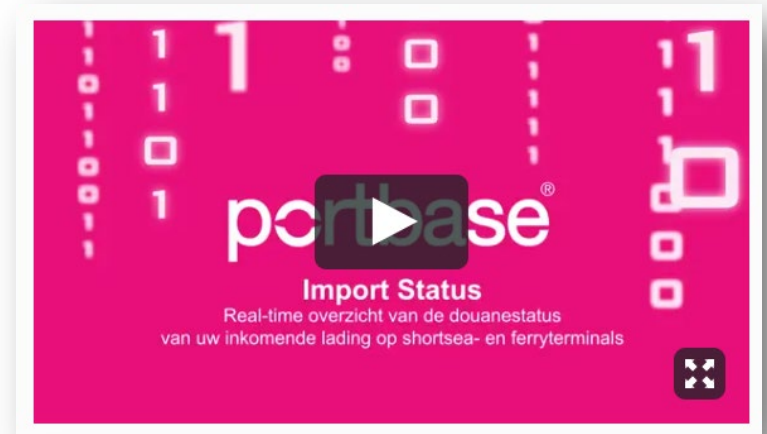 portbase®
Import Status
Real-time overzicht van de douanestatus
van uw inkomende lading op shortsea- en ferryterminals